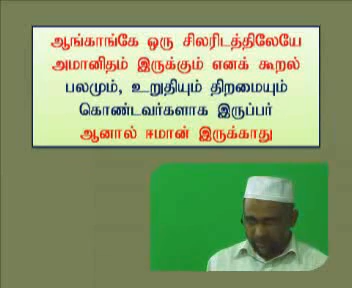 ஆங்காங்கே ஒரு சிலரிடத்திலேயே
அமானிதம் இருக்கும் எனக் கூறல்
பலமும், உறுதியும் திறமையும்
கொண்டவர்களாக இருப்பர்
ஆனால் ஈமான் இருக்காது